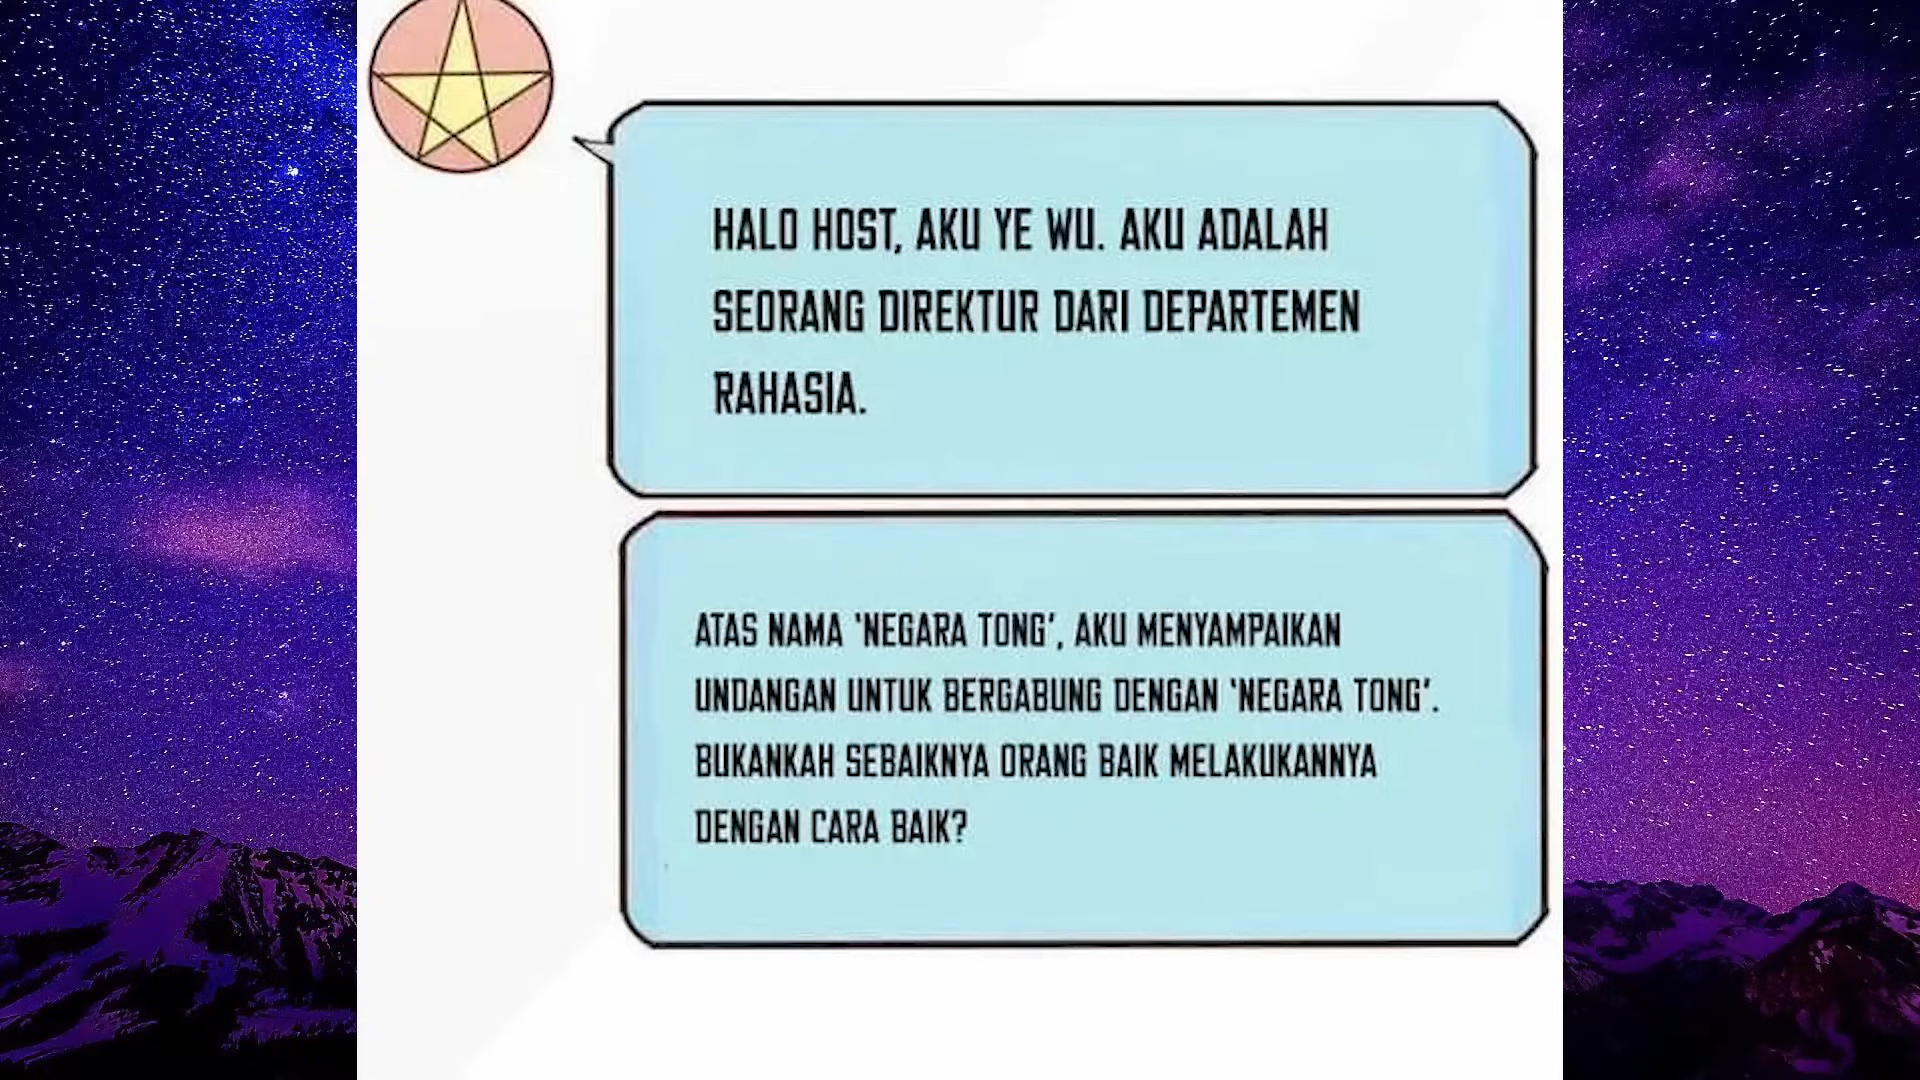 HALO HOST, AKU YE WU. AKU ADALAH
SEORANG DIREKTUR DARI DEPARTEMEN
RAHASIA.
ATAS NAMA ‘NEGARA TONG’, AKU MENYAMPAIKAN
UNDANGAN UNTUK BERGABUNG DENGAN ‘NEGARA TONG’.
BUKANKAH SEBAIKNYA ORANG BAIK MELAKUKANNYA
DENGAN CARA BAIK?